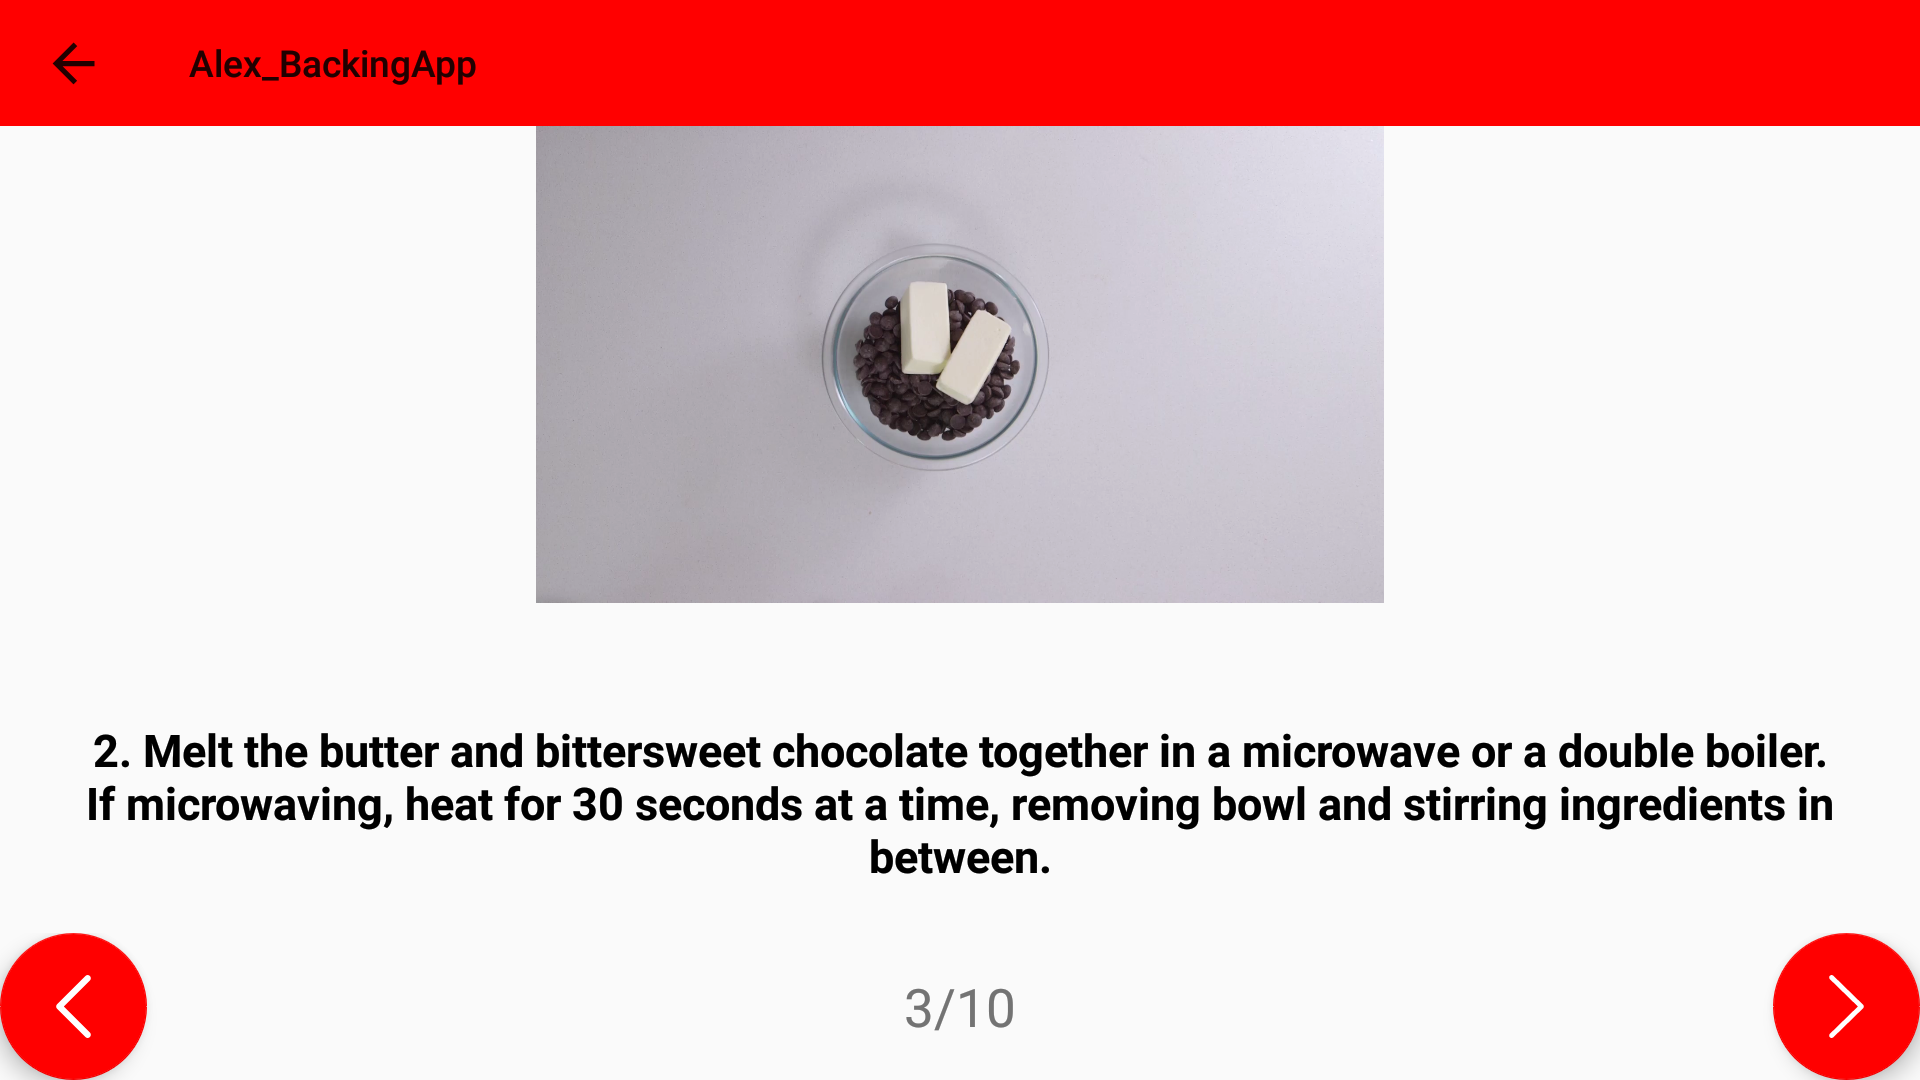 Alex_BackingApp
2. Melt the butter and bittersweet chocolate together in a microwave or a double boiler.
If microwaving, heat for 30 seconds at a time, removing bowl and stirring ingredients in
between.
3/10